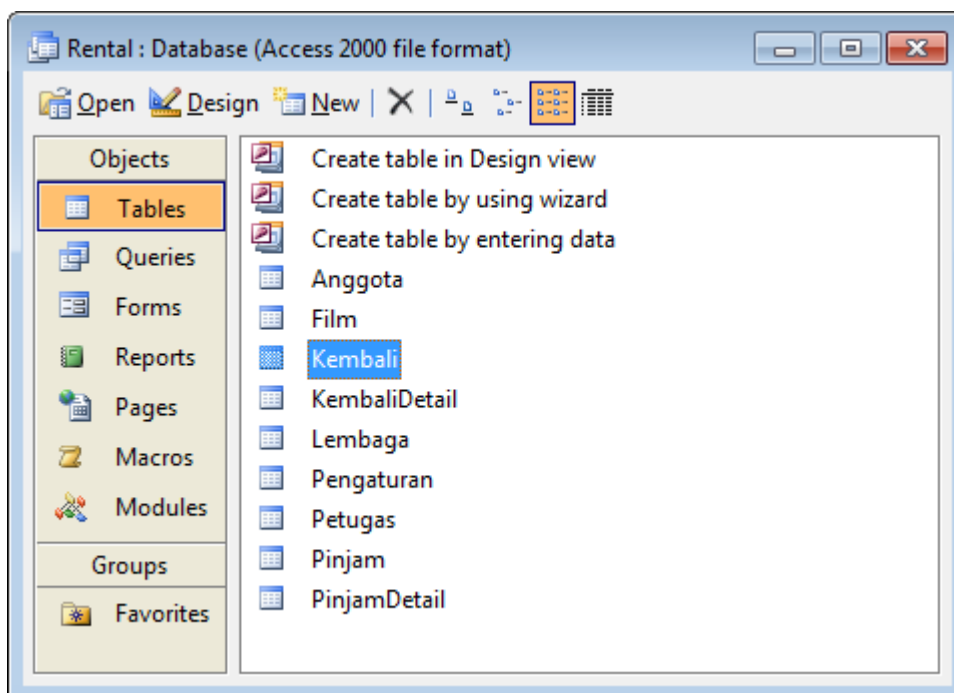 Rental : Database (Access 2000 file format)
Open Design New
Objects
Tables
Queries
Forms
Reports
Pages
Macros
Modules
Groups
Favorites
Create table in Design view
Create table by using wizard
Create table by entering data
Anggota
Film
Kembali
KembaliDetail
Lembaga
Pengaturan
Petugas
Pinjam
PinjamDetail